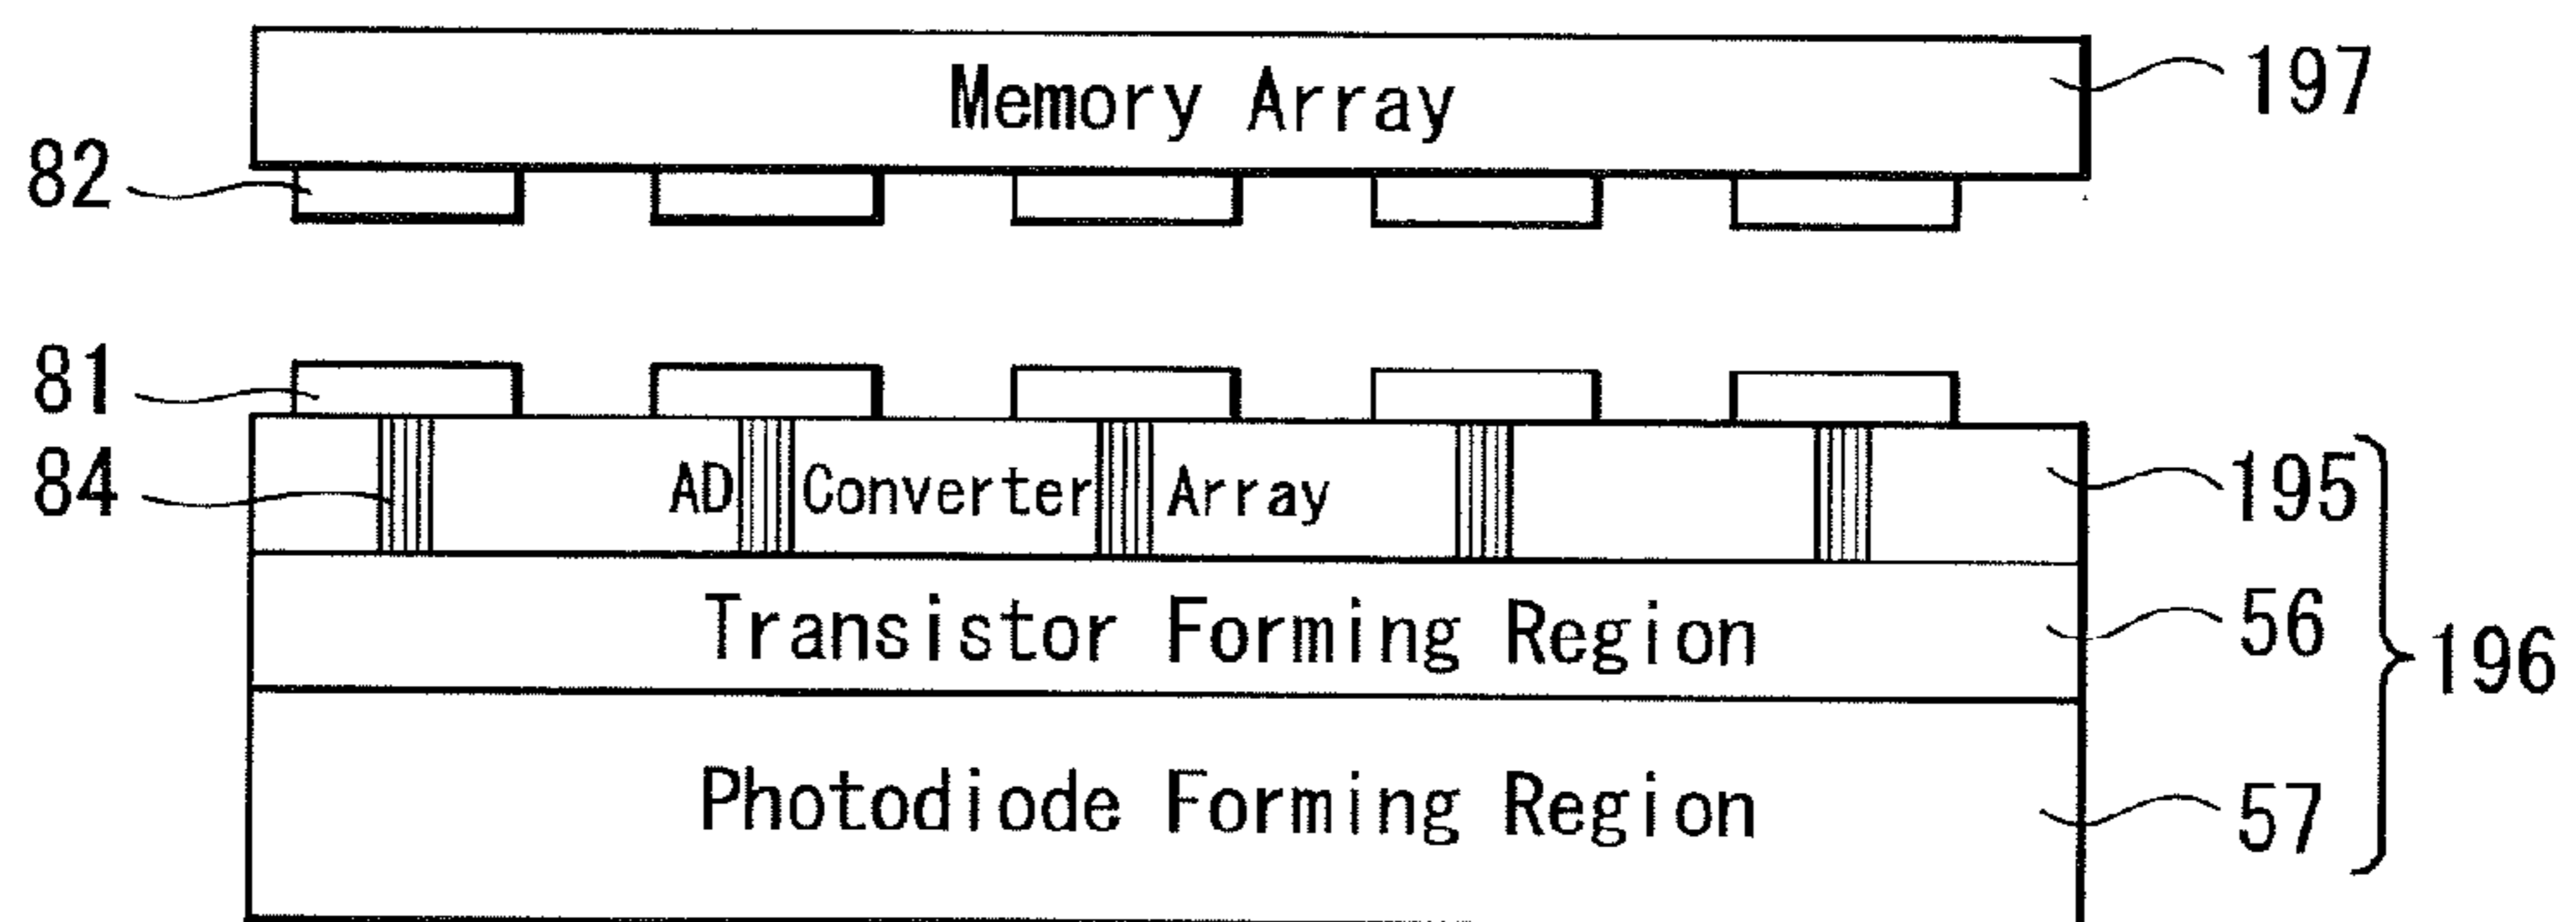 Memory Array
197
82
81
84
AD Converter Array
195
Transistor Forming Region
56
196
Photodiode Forming Region
57